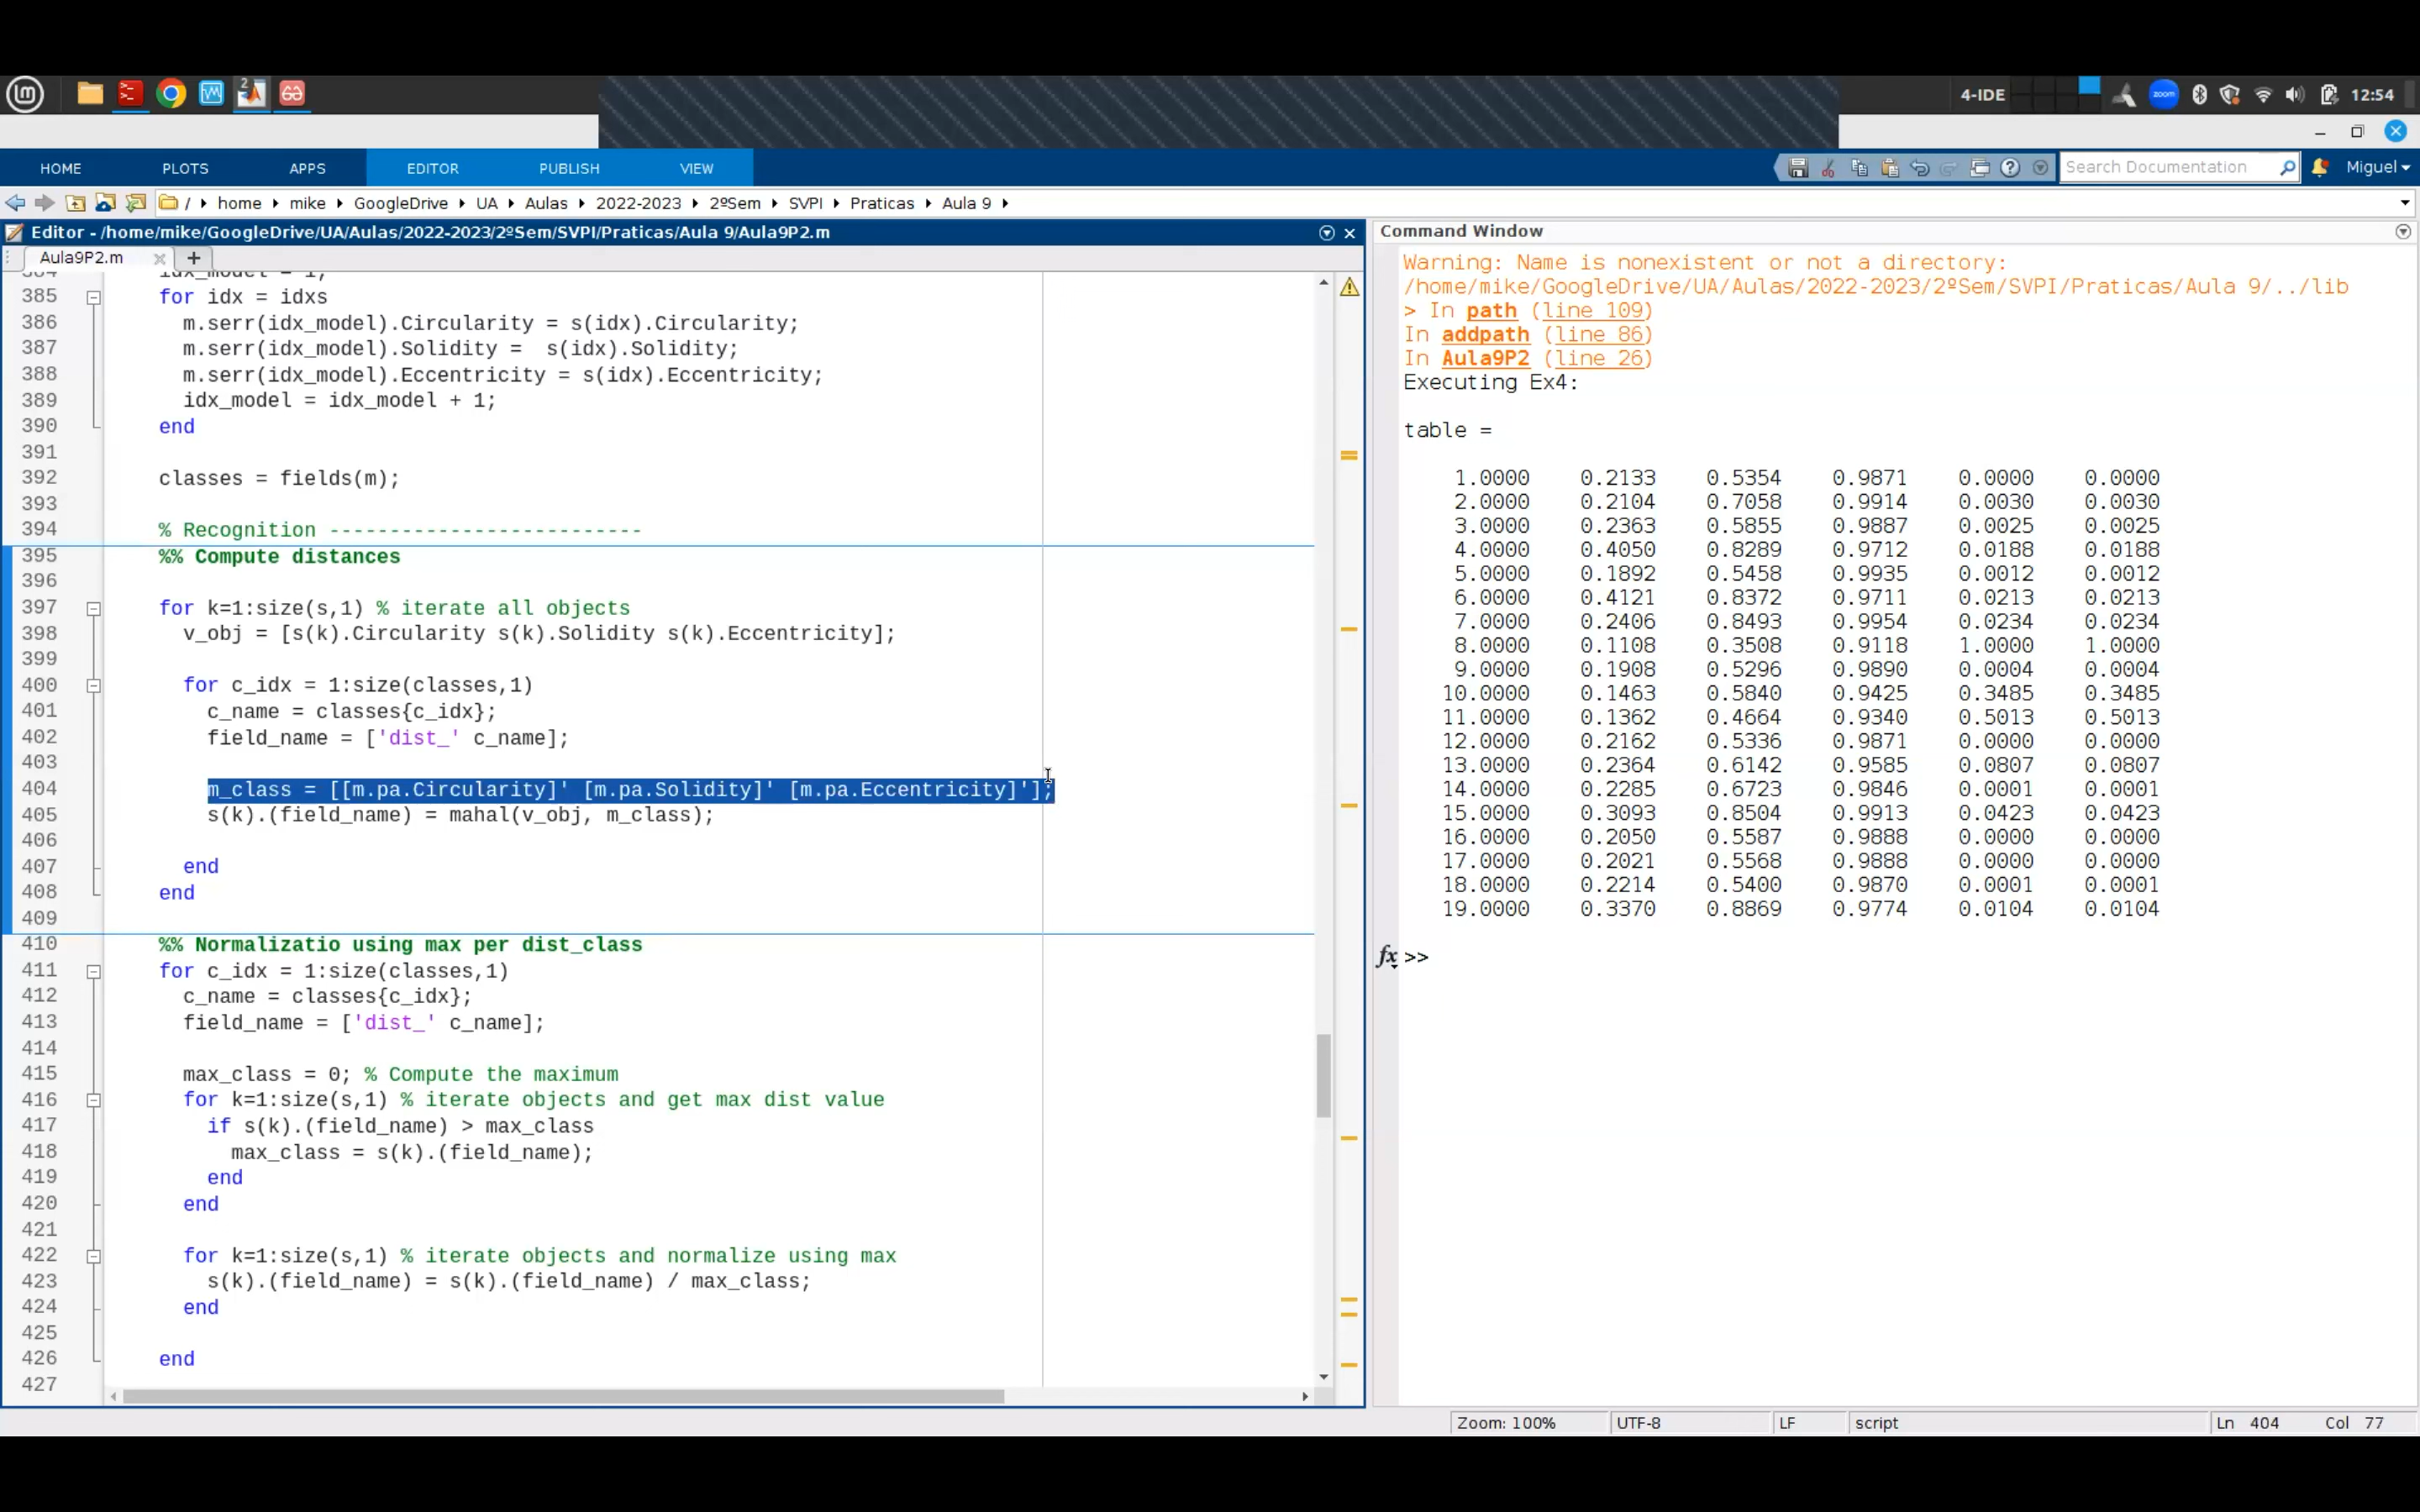 4-IDE
zoom
12:54
HOME PLOTS APPS EDITOR PUBLISH VIEW
Search Documentation
Miguel
/ home GoogleDrive UA Aulas 2022-2023 2ºSem SVPI Praticas Aula 9
/ ▸ home ▸ mike ▸ GoogleDrive ▸ UA ▸ Aulas ▸ 2022-2023 ▸ 2ºSem ▸ SVPI ▸ Praticas ▸ Aula 9 ▸
Editor - /home/mike/GoogleDrive/UA/Aulas/2022-2023/2ºSem/SVPI/Praticas/Aula 9/Aula9P2.m
Aula9P2.m
384 idx_model = 1;
385 for idx = idxs
386 m.serr(idx_model).Circularity = s(idx).Circularity;
387 m.serr(idx_model).Solidity =  s(idx).Solidity;
388 m.serr(idx_model).Eccentricity = s(idx).Eccentricity;
389 idx_model = idx_model + 1;
390 end
391
392 classes = fields(m);
393
394 % Recognition --------------------------
395 %% Compute distances
396
397 for k=1:size(s,1) % iterate all objects
398 v_obj = [s(k).Circularity s(k).Solidity s(k).Eccentricity];
399
400 for c_idx = 1:size(classes,1)
401 c_name = classes{c_idx};
402 field_name = ['dist_' c_name];
403
404 m_class = [[m.pa.Circularity]' [m.pa.Solidity]' [m.pa.Eccentricity]'];
405 s(k).(field_name) = mahal(v_obj, m_class);
406
407 end
408 end
409
410 %% Normalizatio using max per dist_class
411 for c_idx = 1:size(classes,1)
412 c_name = classes{c_idx};
413 field_name = ['dist_' c_name];
414
415 max_class = 0; % Compute the maximum
416 for k=1:size(s,1) % iterate objects and get max dist value
417 if s(k).(field_name) > max_class
418 max_class = s(k).(field_name);
419 end
420 end
421
422 for k=1:size(s,1) % iterate objects and normalize using max
423 s(k).(field_name) = s(k).(field_name) / max_class;
424 end
425
426 end
427
Command Window
Warning: Name is nonexistent or not a directory:
/home/mike/GoogleDrive/UA/Aulas/2022-2023/2ºSem/SVPI/Praticas/Aula 9/../lib
> In path (line 109)
In addpath (line 86)
In Aula9P2 (line 26)
Executing Ex4:
table =
1.0000 0.2133 0.5354 0.9871 0.0000 0.0000
2.0000 0.2104 0.7058 0.9914 0.0030 0.0030
3.0000 0.2363 0.5855 0.9887 0.0025 0.0025
4.0000 0.4050 0.8289 0.9712 0.0188 0.0188
5.0000 0.1892 0.5458 0.9935 0.0012 0.0012
6.0000 0.4121 0.8372 0.9711 0.0213 0.0213
7.0000 0.2406 0.8493 0.9954 0.0234 0.0234
8.0000 0.1108 0.3508 0.9118 1.0000 1.0000
9.0000 0.1908 0.5296 0.9890 0.0004 0.0004
10.0000 0.1463 0.5840 0.9425 0.3485 0.3485
11.0000 0.1362 0.4664 0.9340 0.5013 0.5013
12.0000 0.2162 0.5336 0.9871 0.0000 0.0000
13.0000 0.2364 0.6142 0.9585 0.0807 0.0807
14.0000 0.2285 0.6723 0.9846 0.0001 0.0001
15.0000 0.3093 0.8504 0.9913 0.0423 0.0423
16.0000 0.2050 0.5587 0.9888 0.0000 0.0000
17.0000 0.2021 0.5568 0.9888 0.0000 0.0000
18.0000 0.2214 0.5400 0.9870 0.0001 0.0001
19.0000 0.3370 0.8869 0.9774 0.0104 0.0104
fx >>
Zoom: 100% UTF-8 LF script Ln 404 Col 77